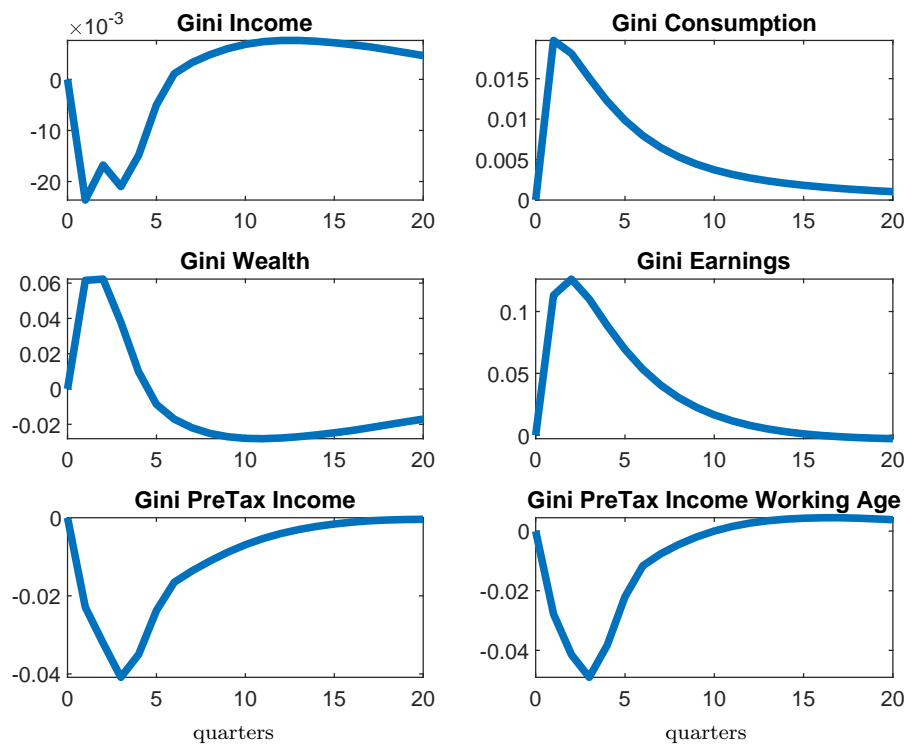 Gini Income
×10⁻³
0
-10
-20
0 5 10 15 20
Gini Consumption
0.015
0.01
0.005
0
0 5 10 15 20
Gini Wealth
0.06
0.04
0.02
0
-0.02
0 5 10 15 20
Gini Earnings
0.1
0.05
0
0 5 10 15 20
Gini PreTax Income
0
-0.02
-0.04
0 5 10 15 20
quarters
Gini PreTax Income Working Age
0
-0.02
-0.04
0 5 10 15 20
quarters